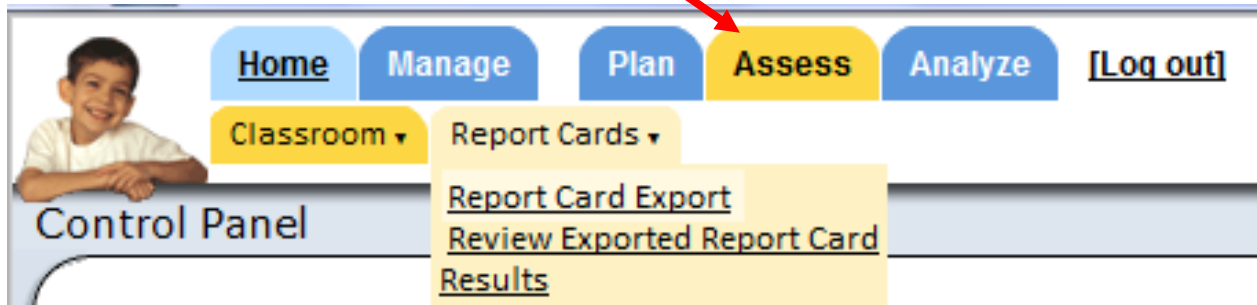 Home Manage Plan Assess Analyze [Log out]
Classroom ▾ Report Cards ▾
Report Card Export
Control Panel
Review Exported Report Card
Results